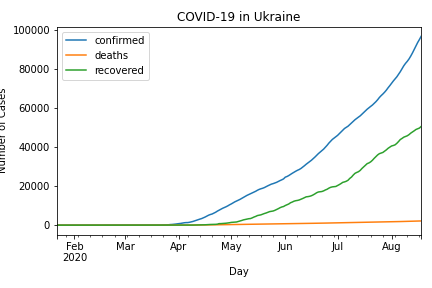 COVID-19 in Ukraine
confirmed
deaths
recovered
100000
80000
60000
40000
20000
0
Number of Cases
Feb Mar Apr May Jun Jul Aug
2020
Day